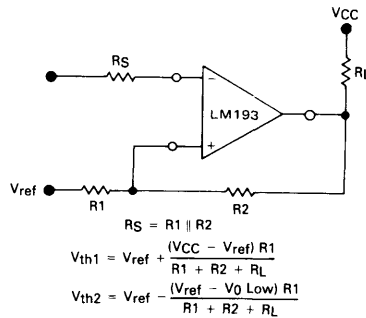 VCC
RS
RL
−
LM193
+
Vref
R1
R2
RS = R1 || R2
Vth1 = Vref + (VCC − Vref) R1
R1 + R2 + RL
Vth2 = Vref − (Vref − VO Low) R1
R1 + R2 + RL